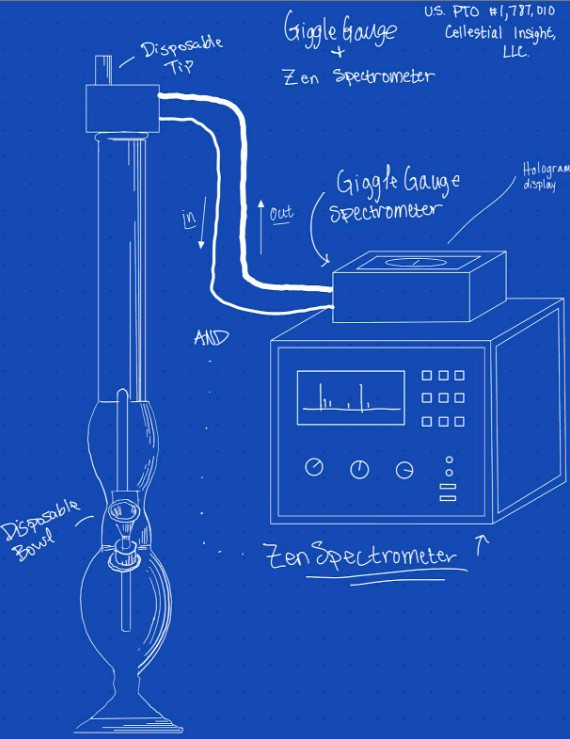 Giggle Gauge
+
Zen Spectrometer
U.S. PTO #1,787,010
Cellestial Insight,
LLC.
Disposable
Tip
Hologram
display
Giggle Gauge
Spectrometer
in
out
AND
Disposable
Bowl
Zen Spectrometer